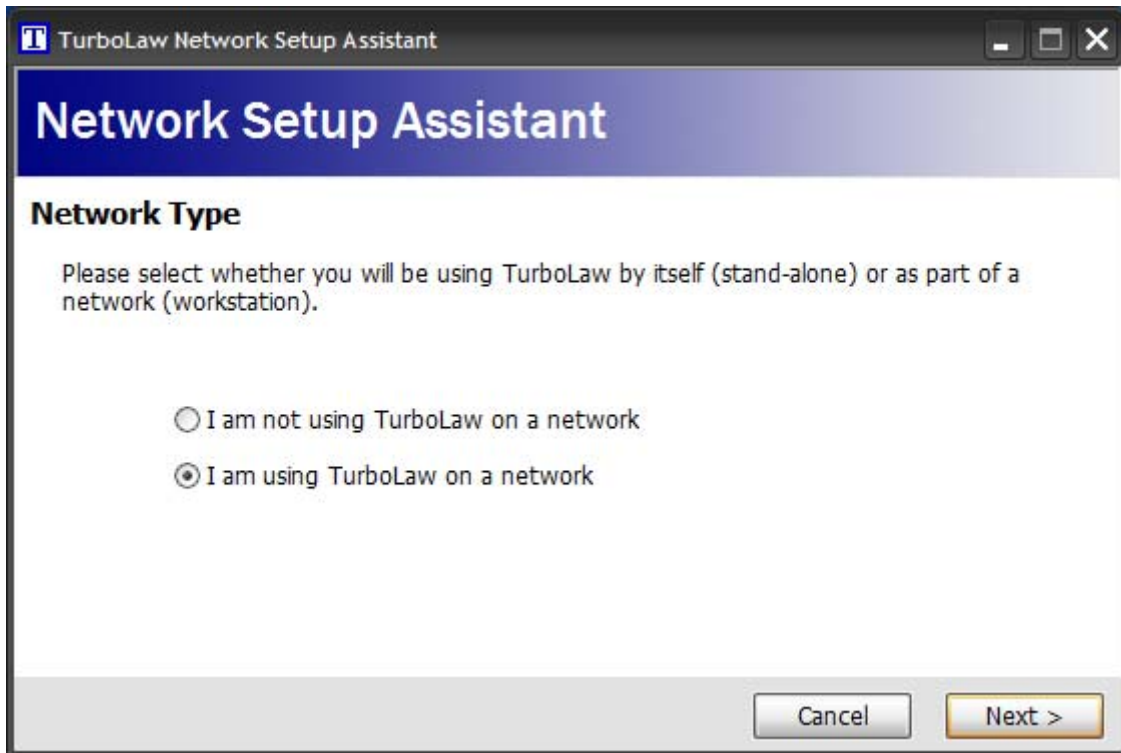 T TurboLaw Network Setup Assistant
Network Setup Assistant
Network Type
Please select whether you will be using TurboLaw by itself (stand-alone) or as part of a
network (workstation).
I am not using TurboLaw on a network
I am using TurboLaw on a network
Cancel Next >